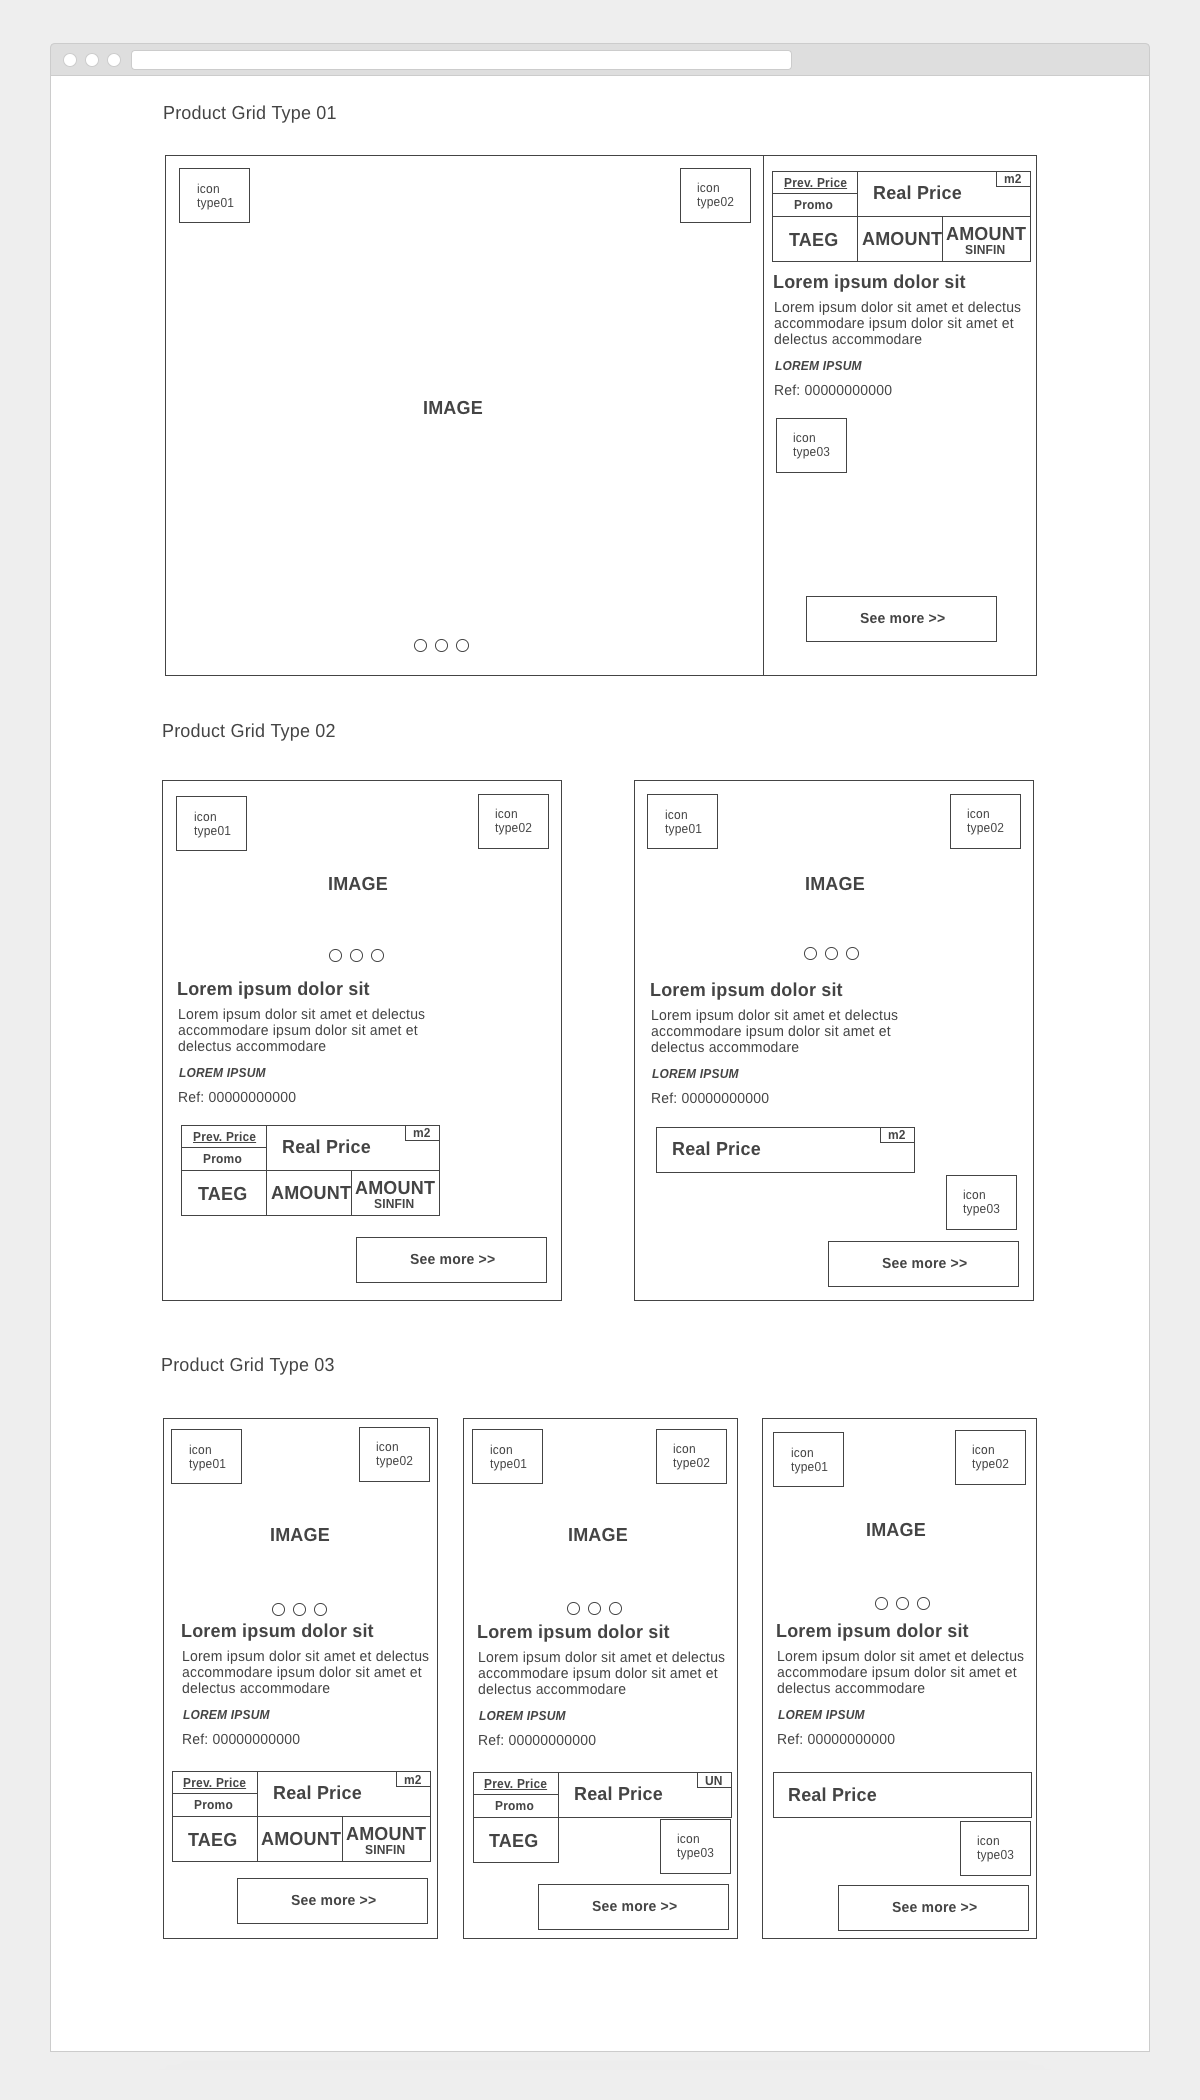 Product Grid Type 01
icon
type01
icon
type02
IMAGE
Prev. Price
Promo
Real Price
m2
TAEG
AMOUNT
AMOUNT
SINFIN
Lorem ipsum dolor sit
Lorem ipsum dolor sit amet et delectus
accommodare ipsum dolor sit amet et
delectus accommodare
LOREM IPSUM
Ref: 00000000000
icon
type03
See more >>
Product Grid Type 02
icon
type01
icon
type02
IMAGE
Lorem ipsum dolor sit
Lorem ipsum dolor sit amet et delectus
accommodare ipsum dolor sit amet et
delectus accommodare
LOREM IPSUM
Ref: 00000000000
Prev. Price
Promo
Real Price
m2
TAEG
AMOUNT
AMOUNT
SINFIN
See more >>
icon
type01
icon
type02
IMAGE
Lorem ipsum dolor sit
Lorem ipsum dolor sit amet et delectus
accommodare ipsum dolor sit amet et
delectus accommodare
LOREM IPSUM
Ref: 00000000000
Real Price
m2
icon
type03
See more >>
Product Grid Type 03
icon
type01
icon
type02
IMAGE
Lorem ipsum dolor sit
Lorem ipsum dolor sit amet et delectus
accommodare ipsum dolor sit amet et
delectus accommodare
LOREM IPSUM
Ref: 00000000000
Prev. Price
Promo
Real Price
m2
TAEG
AMOUNT
AMOUNT
SINFIN
See more >>
icon
type01
icon
type02
IMAGE
Lorem ipsum dolor sit
Lorem ipsum dolor sit amet et delectus
accommodare ipsum dolor sit amet et
delectus accommodare
LOREM IPSUM
Ref: 00000000000
Prev. Price
Promo
Real Price
UN
TAEG
icon
type03
See more >>
icon
type01
icon
type02
IMAGE
Lorem ipsum dolor sit
Lorem ipsum dolor sit amet et delectus
accommodare ipsum dolor sit amet et
delectus accommodare
LOREM IPSUM
Ref: 00000000000
Real Price
icon
type03
See more >>